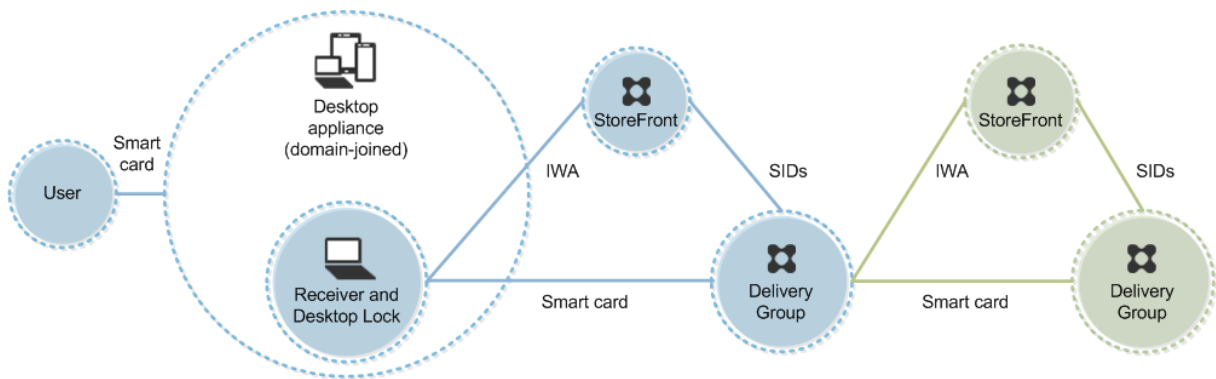 User
Smart
card
Desktop
appliance
(domain-joined)
Receiver and
Desktop Lock
IWA
StoreFront
SIDs
Smart card
Delivery
Group
IWA
StoreFront
SIDs
Smart card
Delivery
Group